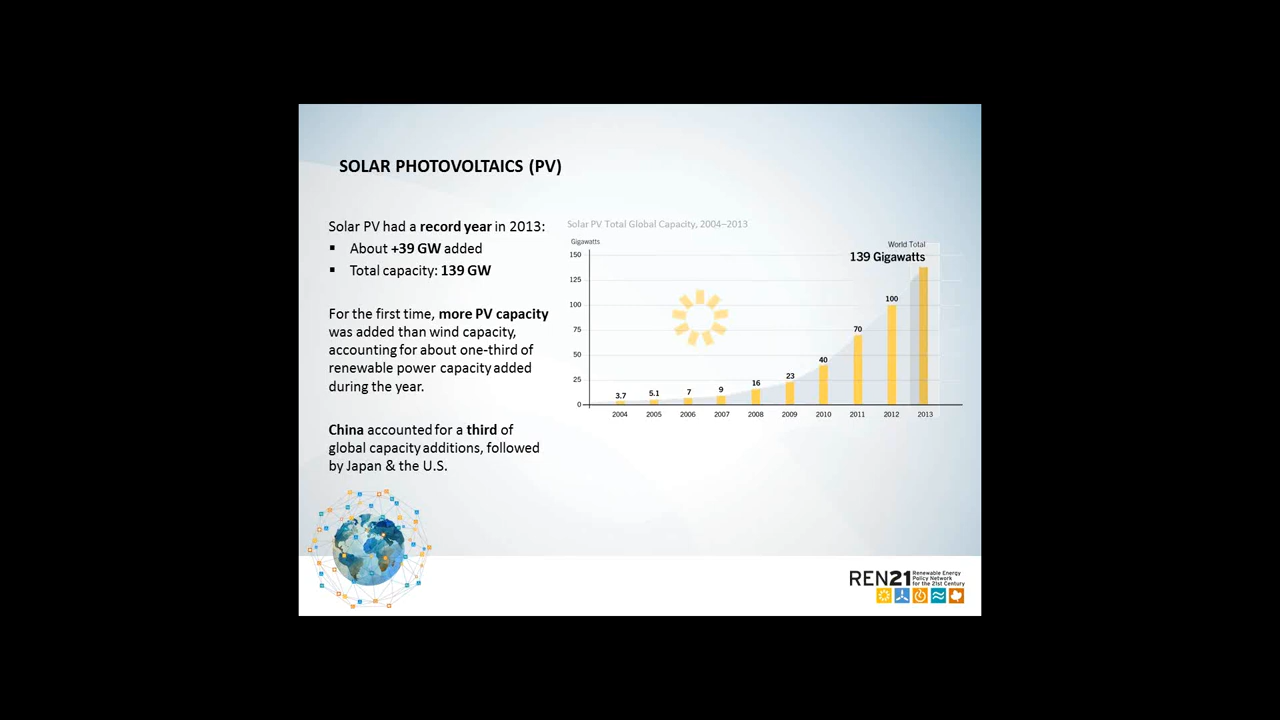 SOLAR PHOTOVOLTAICS (PV)
Solar PV had a record year in 2013:
▪ About +39 GW added
▪ Total capacity: 139 GW
For the first time, more PV capacity
was added than wind capacity,
accounting for about one-third of
renewable power capacity added
during the year.
China accounted for a third of
global capacity additions, followed
by Japan & the U.S.
Solar PV Total Global Capacity, 2004–2013
Gigawatts
World Total
139 Gigawatts
150
125
100
75
50
25
0
3.7
5.1
7
9
16
23
40
70
100
2004 2005 2006 2007 2008 2009 2010 2011 2012 2013
REN21
Renewable Energy
Policy Network
for the 21st Century